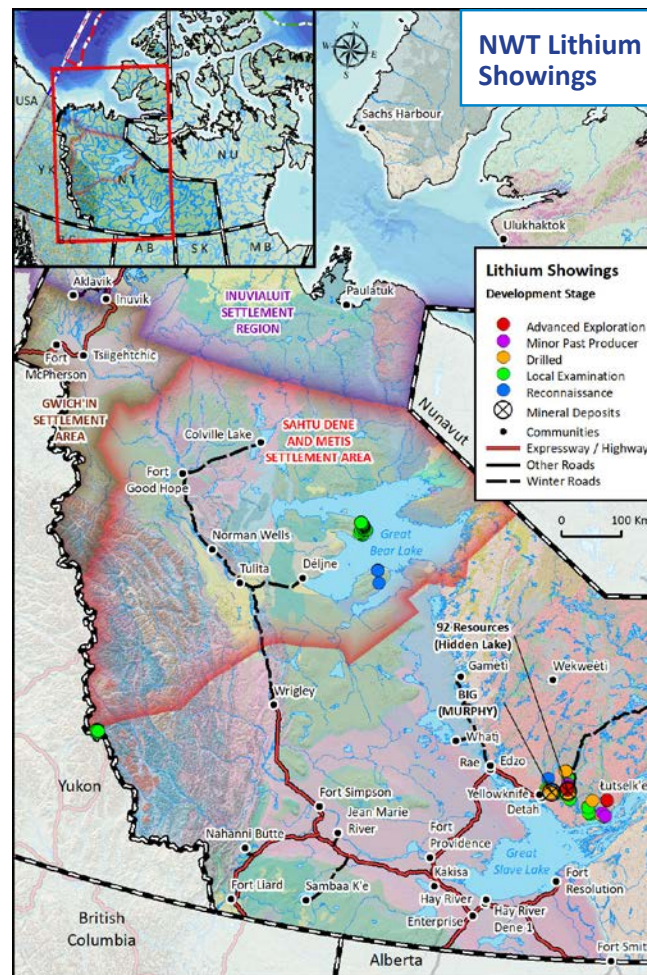 NWT Lithium
Showings
N
W
E
S
USA
YK
NT
NU
BC
AB
SK
MB
Sachs Harbour
Ulukhaktok
Lithium Showings
Development Stage
Advanced Exploration
Minor Past Producer
Drilled
Local Examination
Reconnaissance
Mineral Deposits
Communities
Expressway / Highway
Other Roads
Winter Roads
0
100 Km
Aklavik
Inuvik
INUVIALUIT
SETTLEMENT
REGION
Paulatuk
Fort
McPherson
Tsiigehtchic
GWICH'IN
SETTLEMENT
AREA
Nunavut
Colville Lake
SAHTU DENE
AND METIS
SETTLEMENT AREA
Fort
Good Hope
Norman Wells
Great
Bear Lake
Tulita
Déljne
92 Resources
(Hidden Lake)
Gameti
Wekweeti
BIG
(MURPHY)
Wrigley
Whatj
Rae
Edzo
Yukon
Yellowknife
Detah
Łutselk'e
Fort Simpson
Jean Marie
River
Nahanni Butte
Fort
Providence
Great
Slave Lake
Kakisa
Fort
Resolution
Fort Liard
Sambaa K'e
Hay River
Enterprise
Hay River
Dene 1
British
Columbia
Alberta
Fort Smith